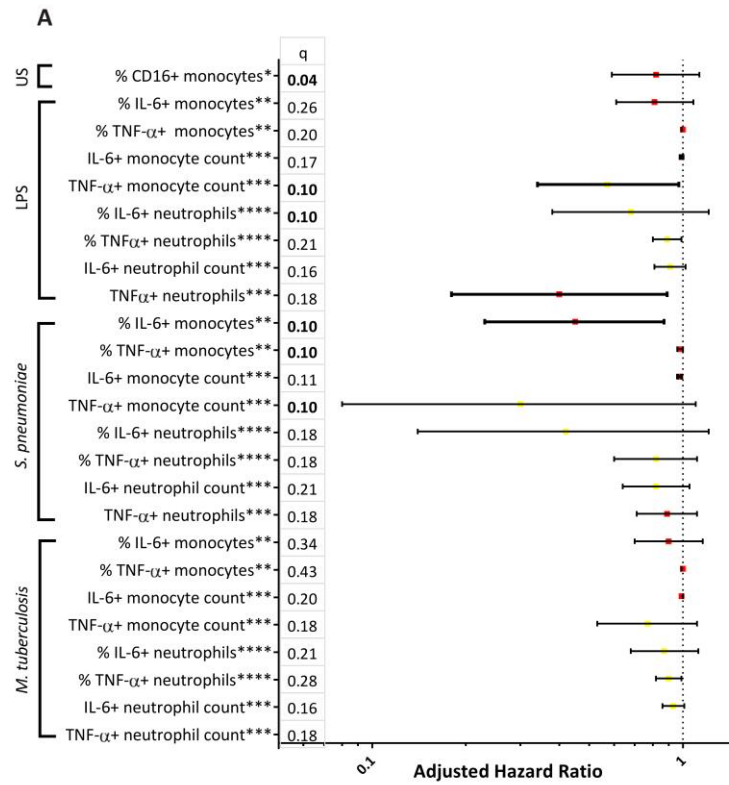 A
q
US
% CD16+ monocytes* 0.04
LPS
% IL-6+ monocytes** 0.26
% TNF-α+ monocytes** 0.20
IL-6+ monocyte count*** 0.17
TNF-α+ monocyte count*** 0.10
% IL-6+ neutrophils**** 0.10
% TNFα+ neutrophils**** 0.21
IL-6+ neutrophil count*** 0.16
TNFα+ neutrophils*** 0.18
S. pneumoniae
% IL-6+ monocytes** 0.10
% TNF-α+ monocytes** 0.10
IL-6+ monocyte count*** 0.11
TNF-α+ monocyte count*** 0.10
% IL-6+ neutrophils**** 0.18
% TNF-α+ neutrophils**** 0.18
IL-6+ neutrophil count*** 0.21
TNF-α+ neutrophils*** 0.18
M. tuberculosis
% IL-6+ monocytes** 0.34
% TNF-α+ monocytes** 0.43
IL-6+ monocyte count*** 0.20
TNF-α+ monocyte count*** 0.18
% IL-6+ neutrophils**** 0.21
% TNF-α+ neutrophils**** 0.28
IL-6+ neutrophil count*** 0.16
TNF-α+ neutrophil count*** 0.18
0.1 1
Adjusted Hazard Ratio